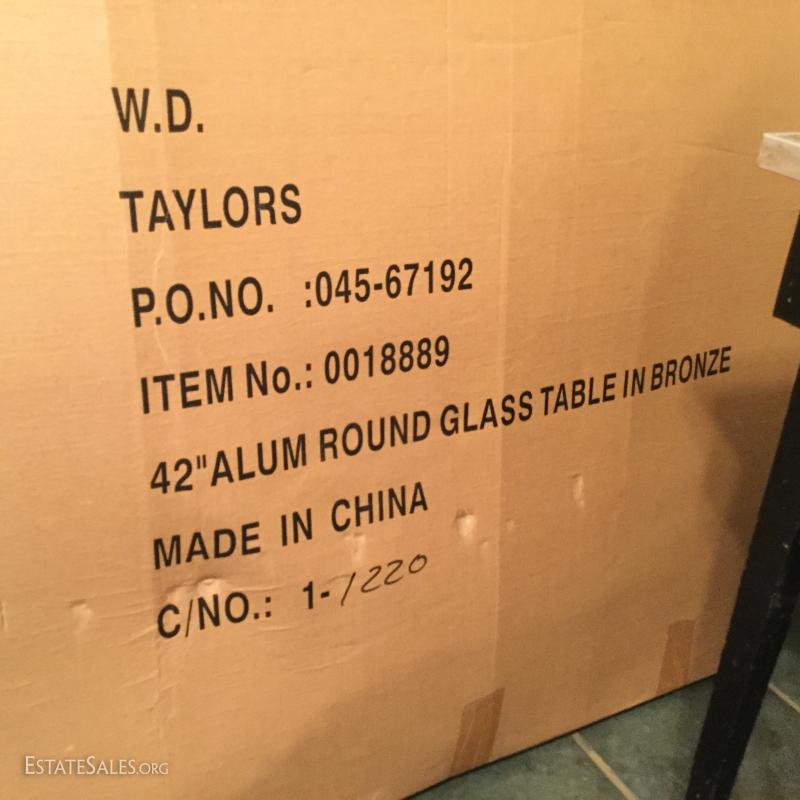 W.D.
TAYLORS
P.O.NO. :045-67192
ITEM No.: 0018889
42"ALUM ROUND GLASS TABLE IN BRONZE
MADE IN CHINA
C/NO.: 1-1220
ESTATESALES.ORG